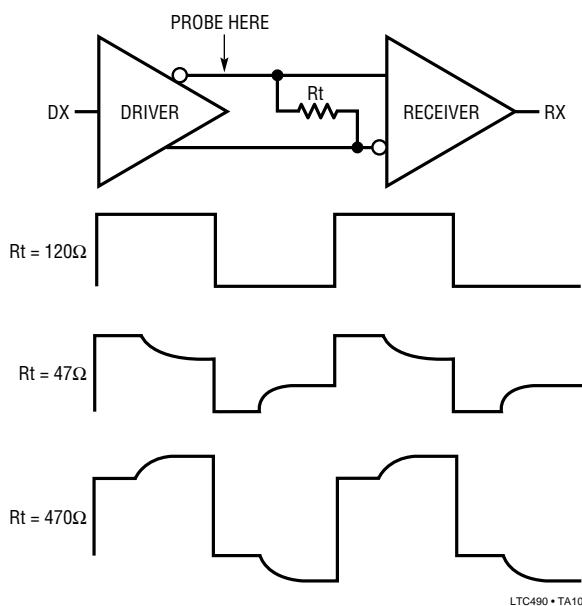 PROBE HERE
DX
DRIVER
Rt
RECEIVER
RX
Rt = 120Ω
Rt = 47Ω
Rt = 470Ω
LTC490 • TA10